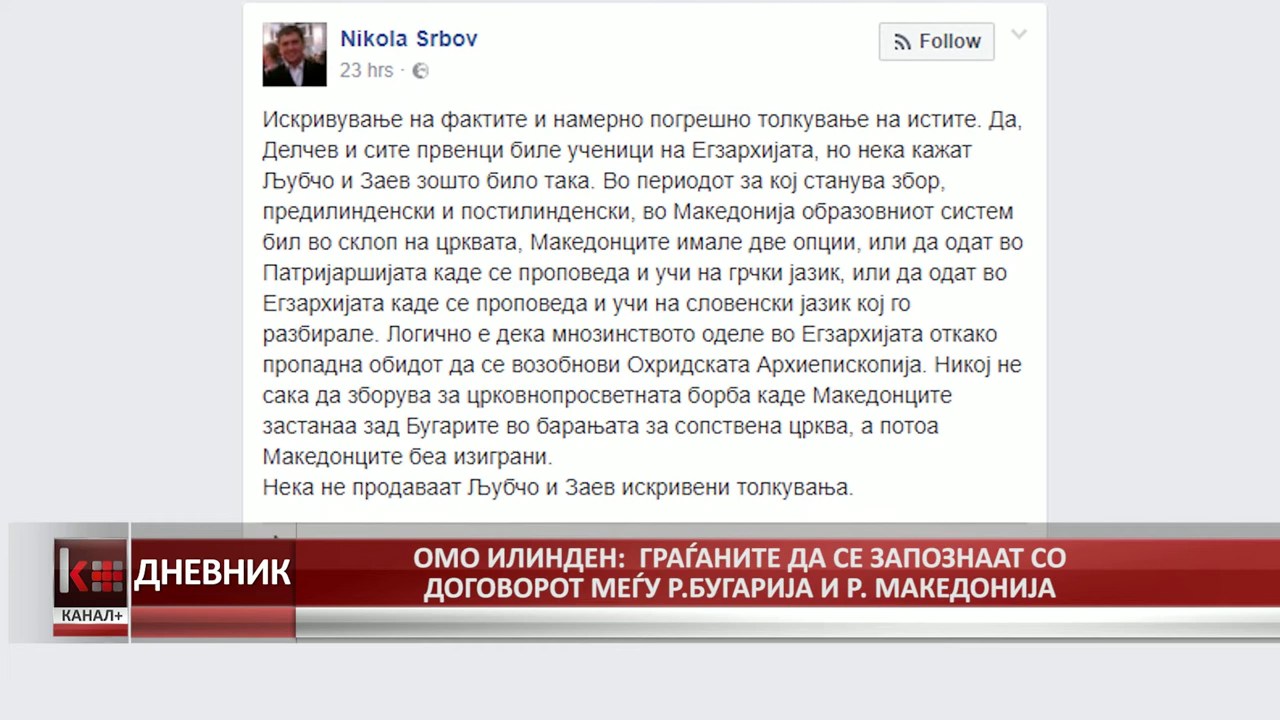 Nikola Srbov
Follow
23 hrs ·
Искривување на фактите и намерно погрешно толкување на истите. Да,
Делчев и сите првенци биле ученици на Егзархијата, но нека кажат
Љубчо и Заев зошто било така. Во периодот за кој станува збор,
предилинденски и постилинденски, во Македонија образовниот систем
бил во склоп на црквата, Македонците имале две опции, или да одат во
Патријаршијата каде се проповеда и учи на грчки јазик, или да одат во
Егзархијата каде се проповеда и учи на словенски јазик кој го
разбирале. Логично е дека мнозинството оделе во Егзархијата откако
пропадна обидот да се возобнови Охридската Архиепископија. Никој не
сака да зборува за црковнопросветната борба каде Македонците
застанаа зад Бугарите во барањата за сопствена црква, а потоа
Македонците беа изиграни.
Нека не продаваат Љубчо и Заев искривени толкувања.
ОМО ИЛИНДЕН: ГРАЃАНИТЕ ДА СЕ ЗАПОЗНААТ СО
ДОГОВОРОТ МЕЃУ Р.БУГАРИЈА И Р. МАКЕДОНИЈА
ДНЕВНИК
К
КАНАЛ+